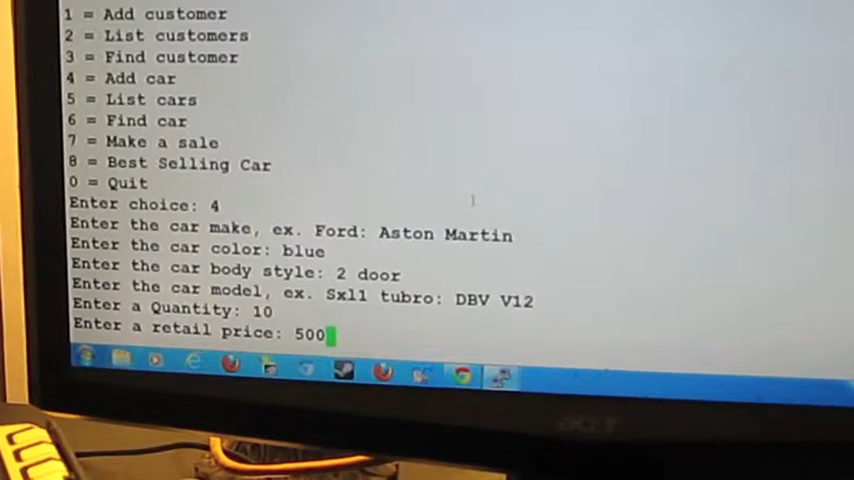 1 = Add customer
2 = List customers
3 = Find customer
4 = Add car
5 = List cars
6 = Find car
7 = Make a sale
8 = Best Selling Car
0 = Quit
Enter choice: 4
Enter the car make, ex. Ford: Aston Martin
Enter the car color: blue
Enter the car body style: 2 door
Enter the car model, ex. Sxl1 tubro: DBV V12
Enter a Quantity: 10
Enter a retail price: 500
acer